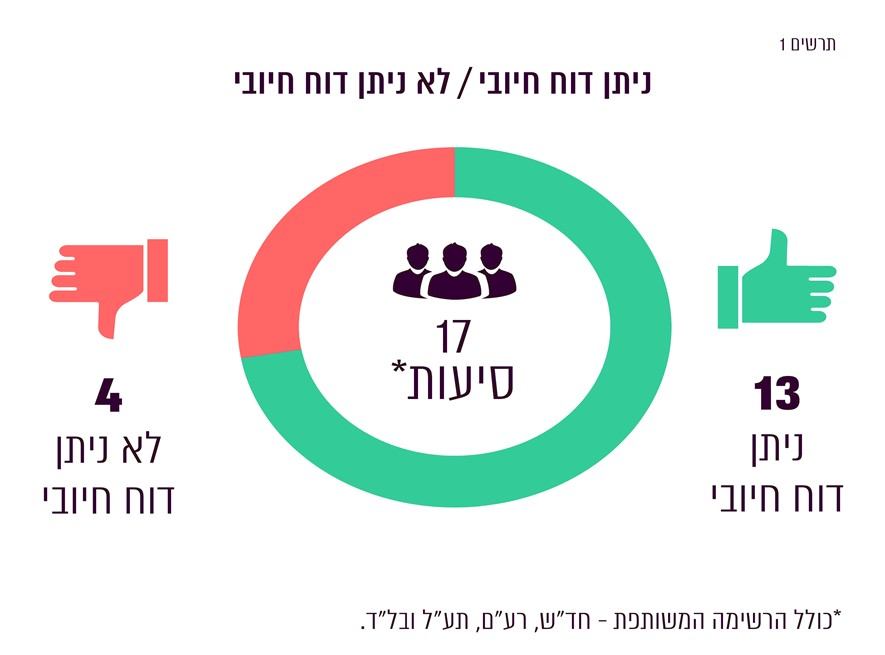 תרשים 1
ניתן דוח חיובי / לא ניתן דוח חיובי
17
סיעות*
13
ניתן
דוח חיובי
4
לא ניתן
דוח חיובי
*כולל הרשימה המשותפת - חד"ש, רע"ם, תע"ל ובל"ד.